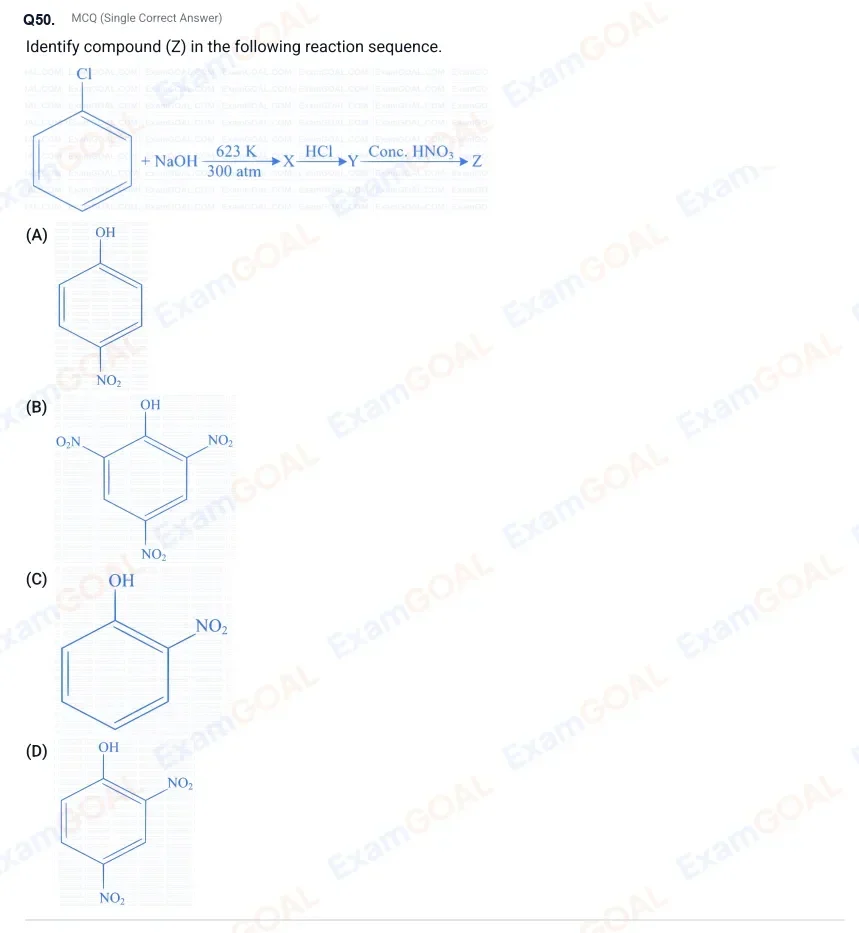 Q50. MCQ (Single Correct Answer)
Identify compound (Z) in the following reaction sequence.
Cl
+ NaOH 623 K 300 atm X HCl Y Conc. HNO₃ Z
(A)
OH
NO₂
(B)
OH
O₂N NO₂
NO₂
(C)
OH
NO₂
(D)
OH
NO₂
NO₂
ExamGOAL